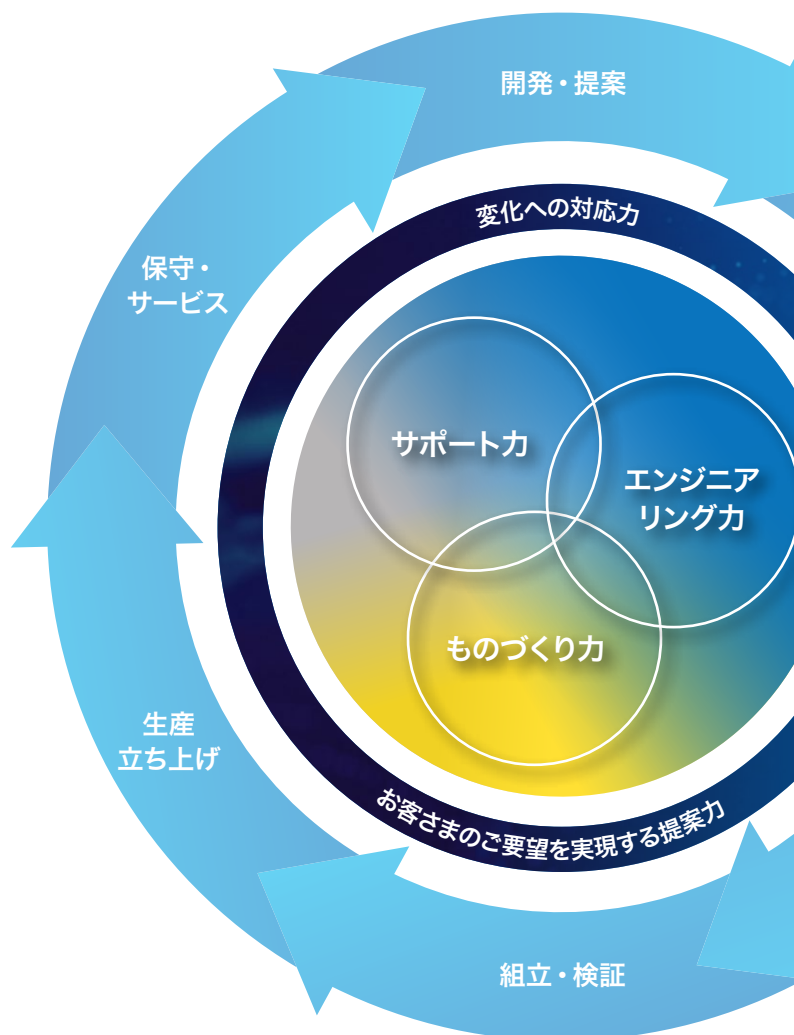 開発・提案
変化への対応力
保守・
サービス
サポート力
エンジニア
リング力
ものづくり力
生産
立ち上げ
お客さまのご要望を実現する提案力
組立・検証